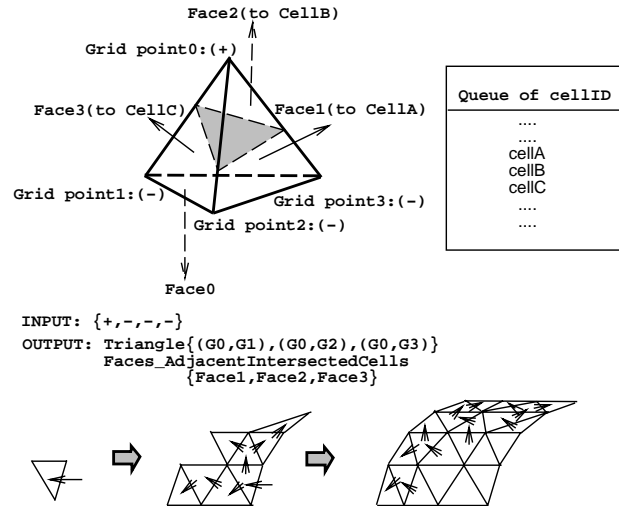 Face2(to CellB)
Grid point0:(+)
Face3(to CellC)
Face1(to CellA)
Grid point1:(-)
Grid point3:(-)
Grid point2:(-)
Face0
Queue of cellID
....
....
cellA
cellB
cellC
....
....
INPUT: {+,-,-,-}
OUTPUT: Triangle{(G0,G1),(G0,G2),(G0,G3)}
Faces_AdjacentIntersectedCells
{Face1,Face2,Face3}